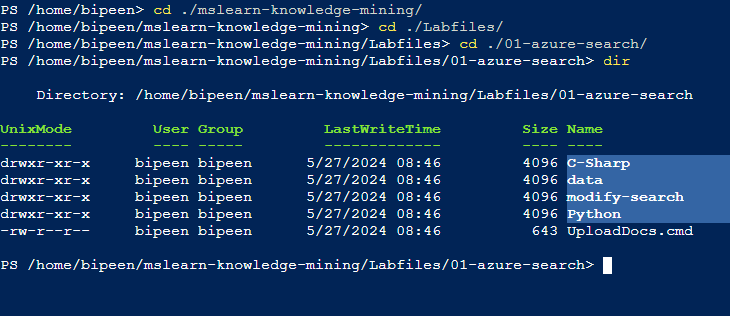 PS /home/bipeen> cd ./mslearn-knowledge-mining/
PS /home/bipeen/mslearn-knowledge-mining> cd ./Labfiles/
PS /home/bipeen/mslearn-knowledge-mining/Labfiles> cd ./01-azure-search/
PS /home/bipeen/mslearn-knowledge-mining/Labfiles/01-azure-search> dir
    Directory: /home/bipeen/mslearn-knowledge-mining/Labfiles/01-azure-search
UnixMode         User Group         LastWriteTime         Size Name
--------         ---- -----         -------------         ---- ----
drwxr-xr-x     bipeen bipeen      5/27/2024 08:46         4096 C-Sharp
drwxr-xr-x     bipeen bipeen      5/27/2024 08:46         4096 data
drwxr-xr-x     bipeen bipeen      5/27/2024 08:46         4096 modify-search
drwxr-xr-x     bipeen bipeen      5/27/2024 08:46         4096 Python
-rw-r--r--     bipeen bipeen      5/27/2024 08:46          643 UploadDocs.cmd
PS /home/bipeen/mslearn-knowledge-mining/Labfiles/01-azure-search>